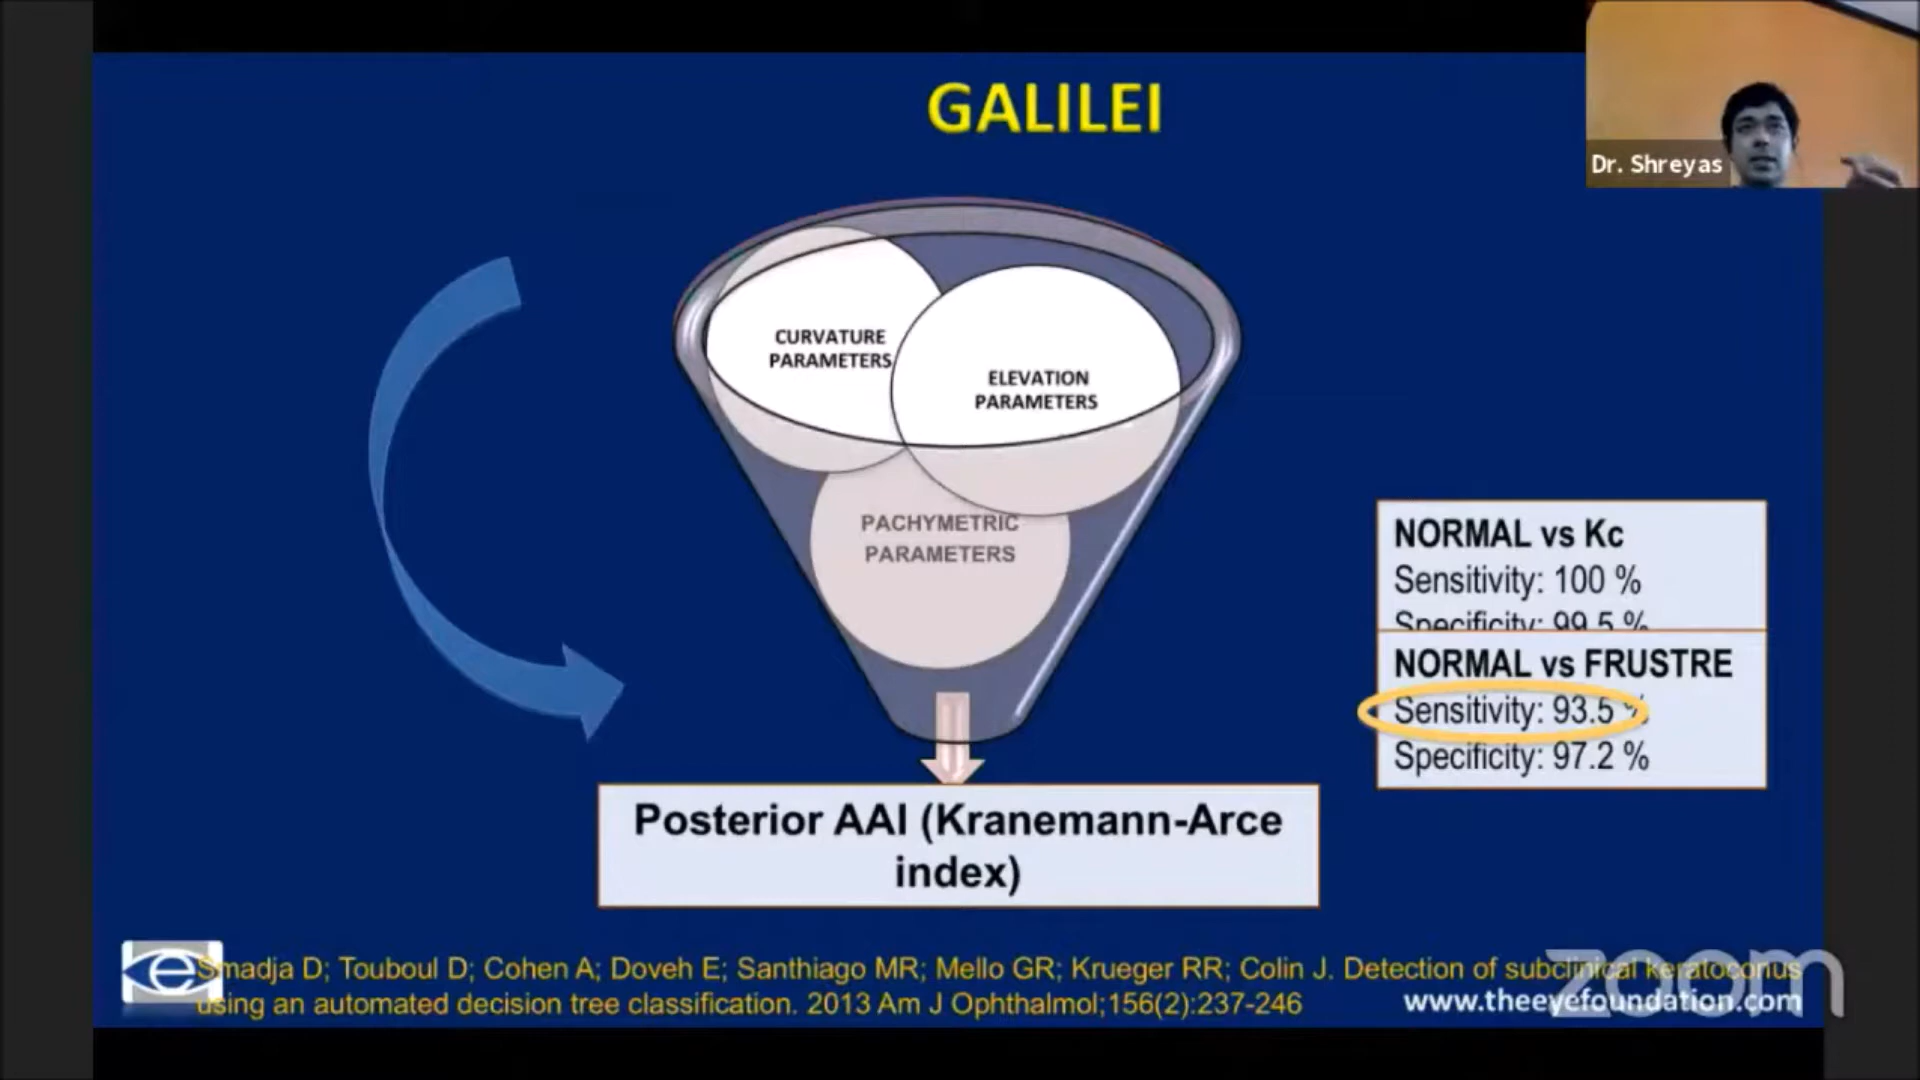 GALILEI
Dr. Shreyas
CURVATURE
PARAMETERS
ELEVATION
PARAMETERS
PACHYMETRIC
PARAMETERS
NORMAL vs Kc
Sensitivity: 100 %
Specificity: 99.5 %
NORMAL vs FRUSTRE
Sensitivity: 93.5 %
Specificity: 97.2 %
Posterior AAI (Kranemann-Arce
index)
e
Smadja D; Touboul D; Cohen A; Doveh E; Santhiago MR; Mello GR; Krueger RR; Colin J. Detection of subclinical keratoconus
using an automated decision tree classification. 2013 Am J Ophthalmol;156(2):237-246
www.theeyefoundation.com
zoom